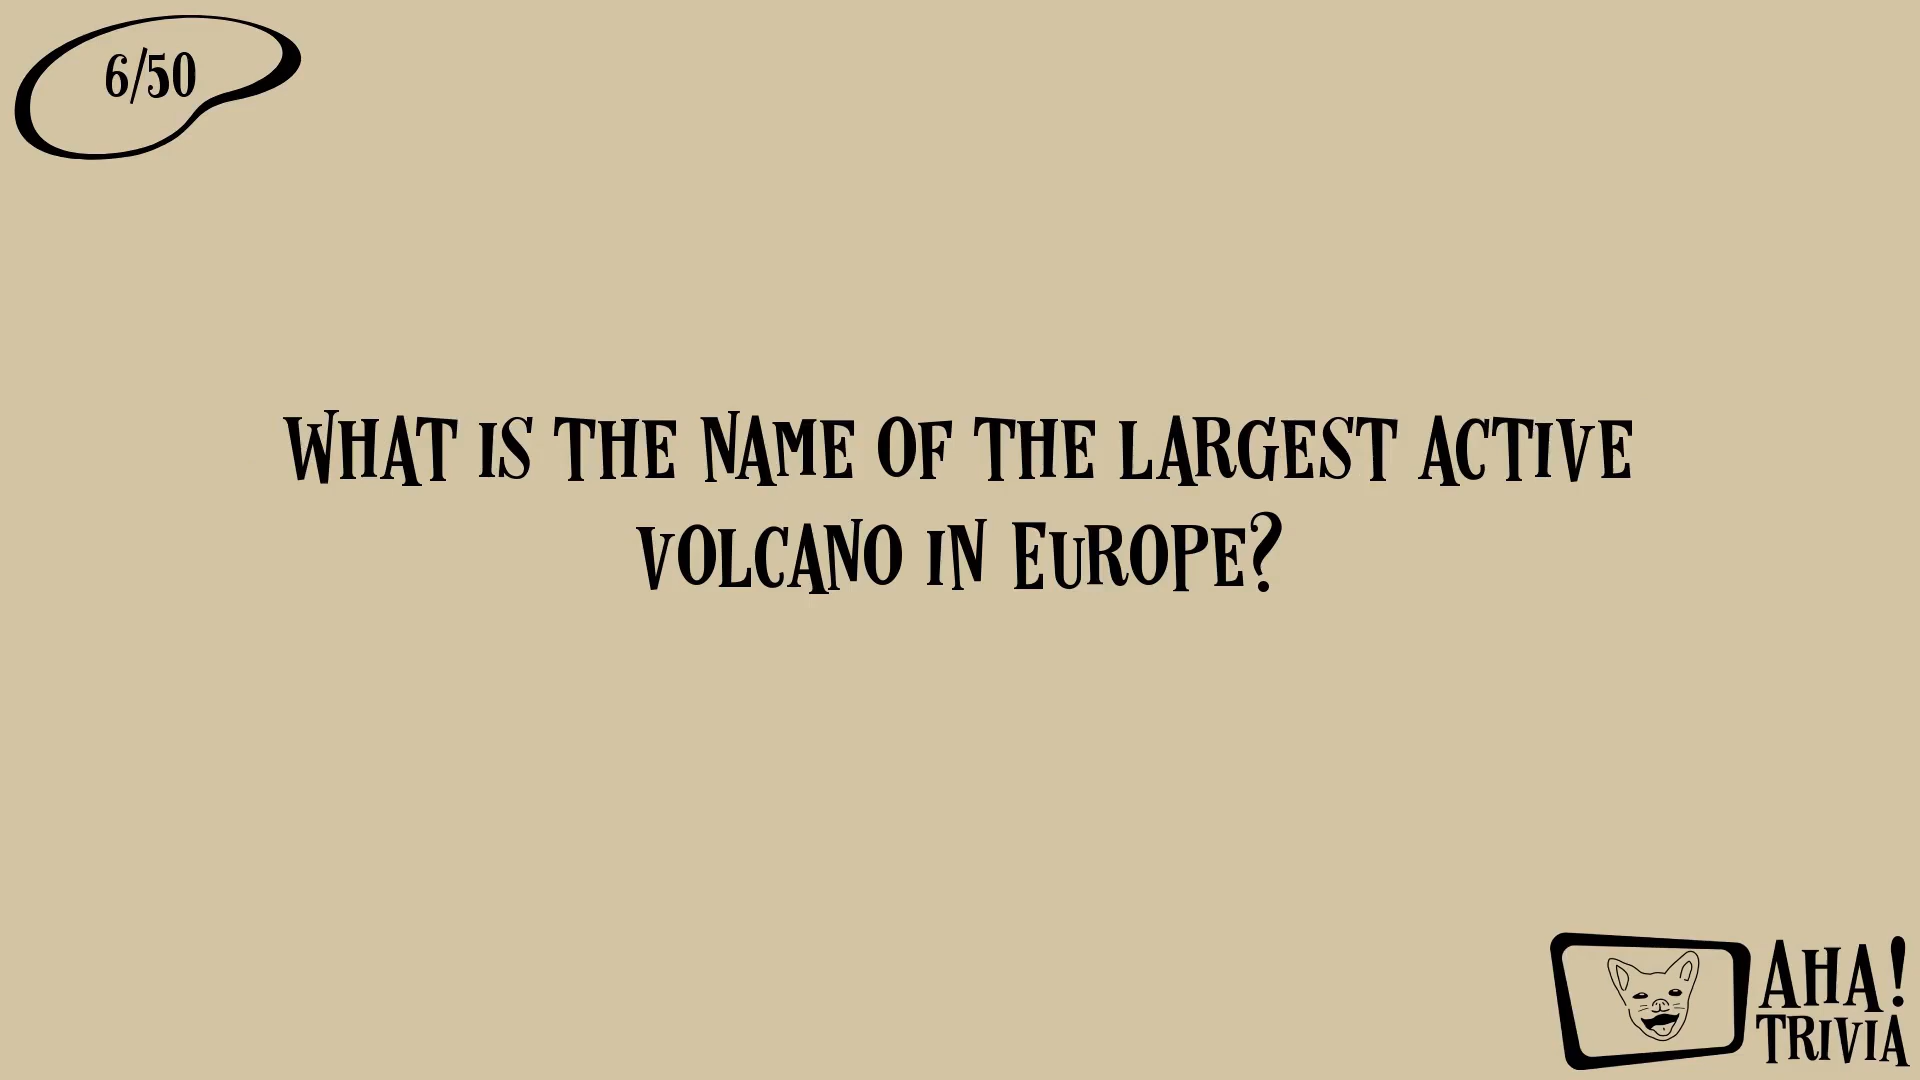 6/50
What is the name of the largest active
volcano in Europe?
AHA!
TRIVIA